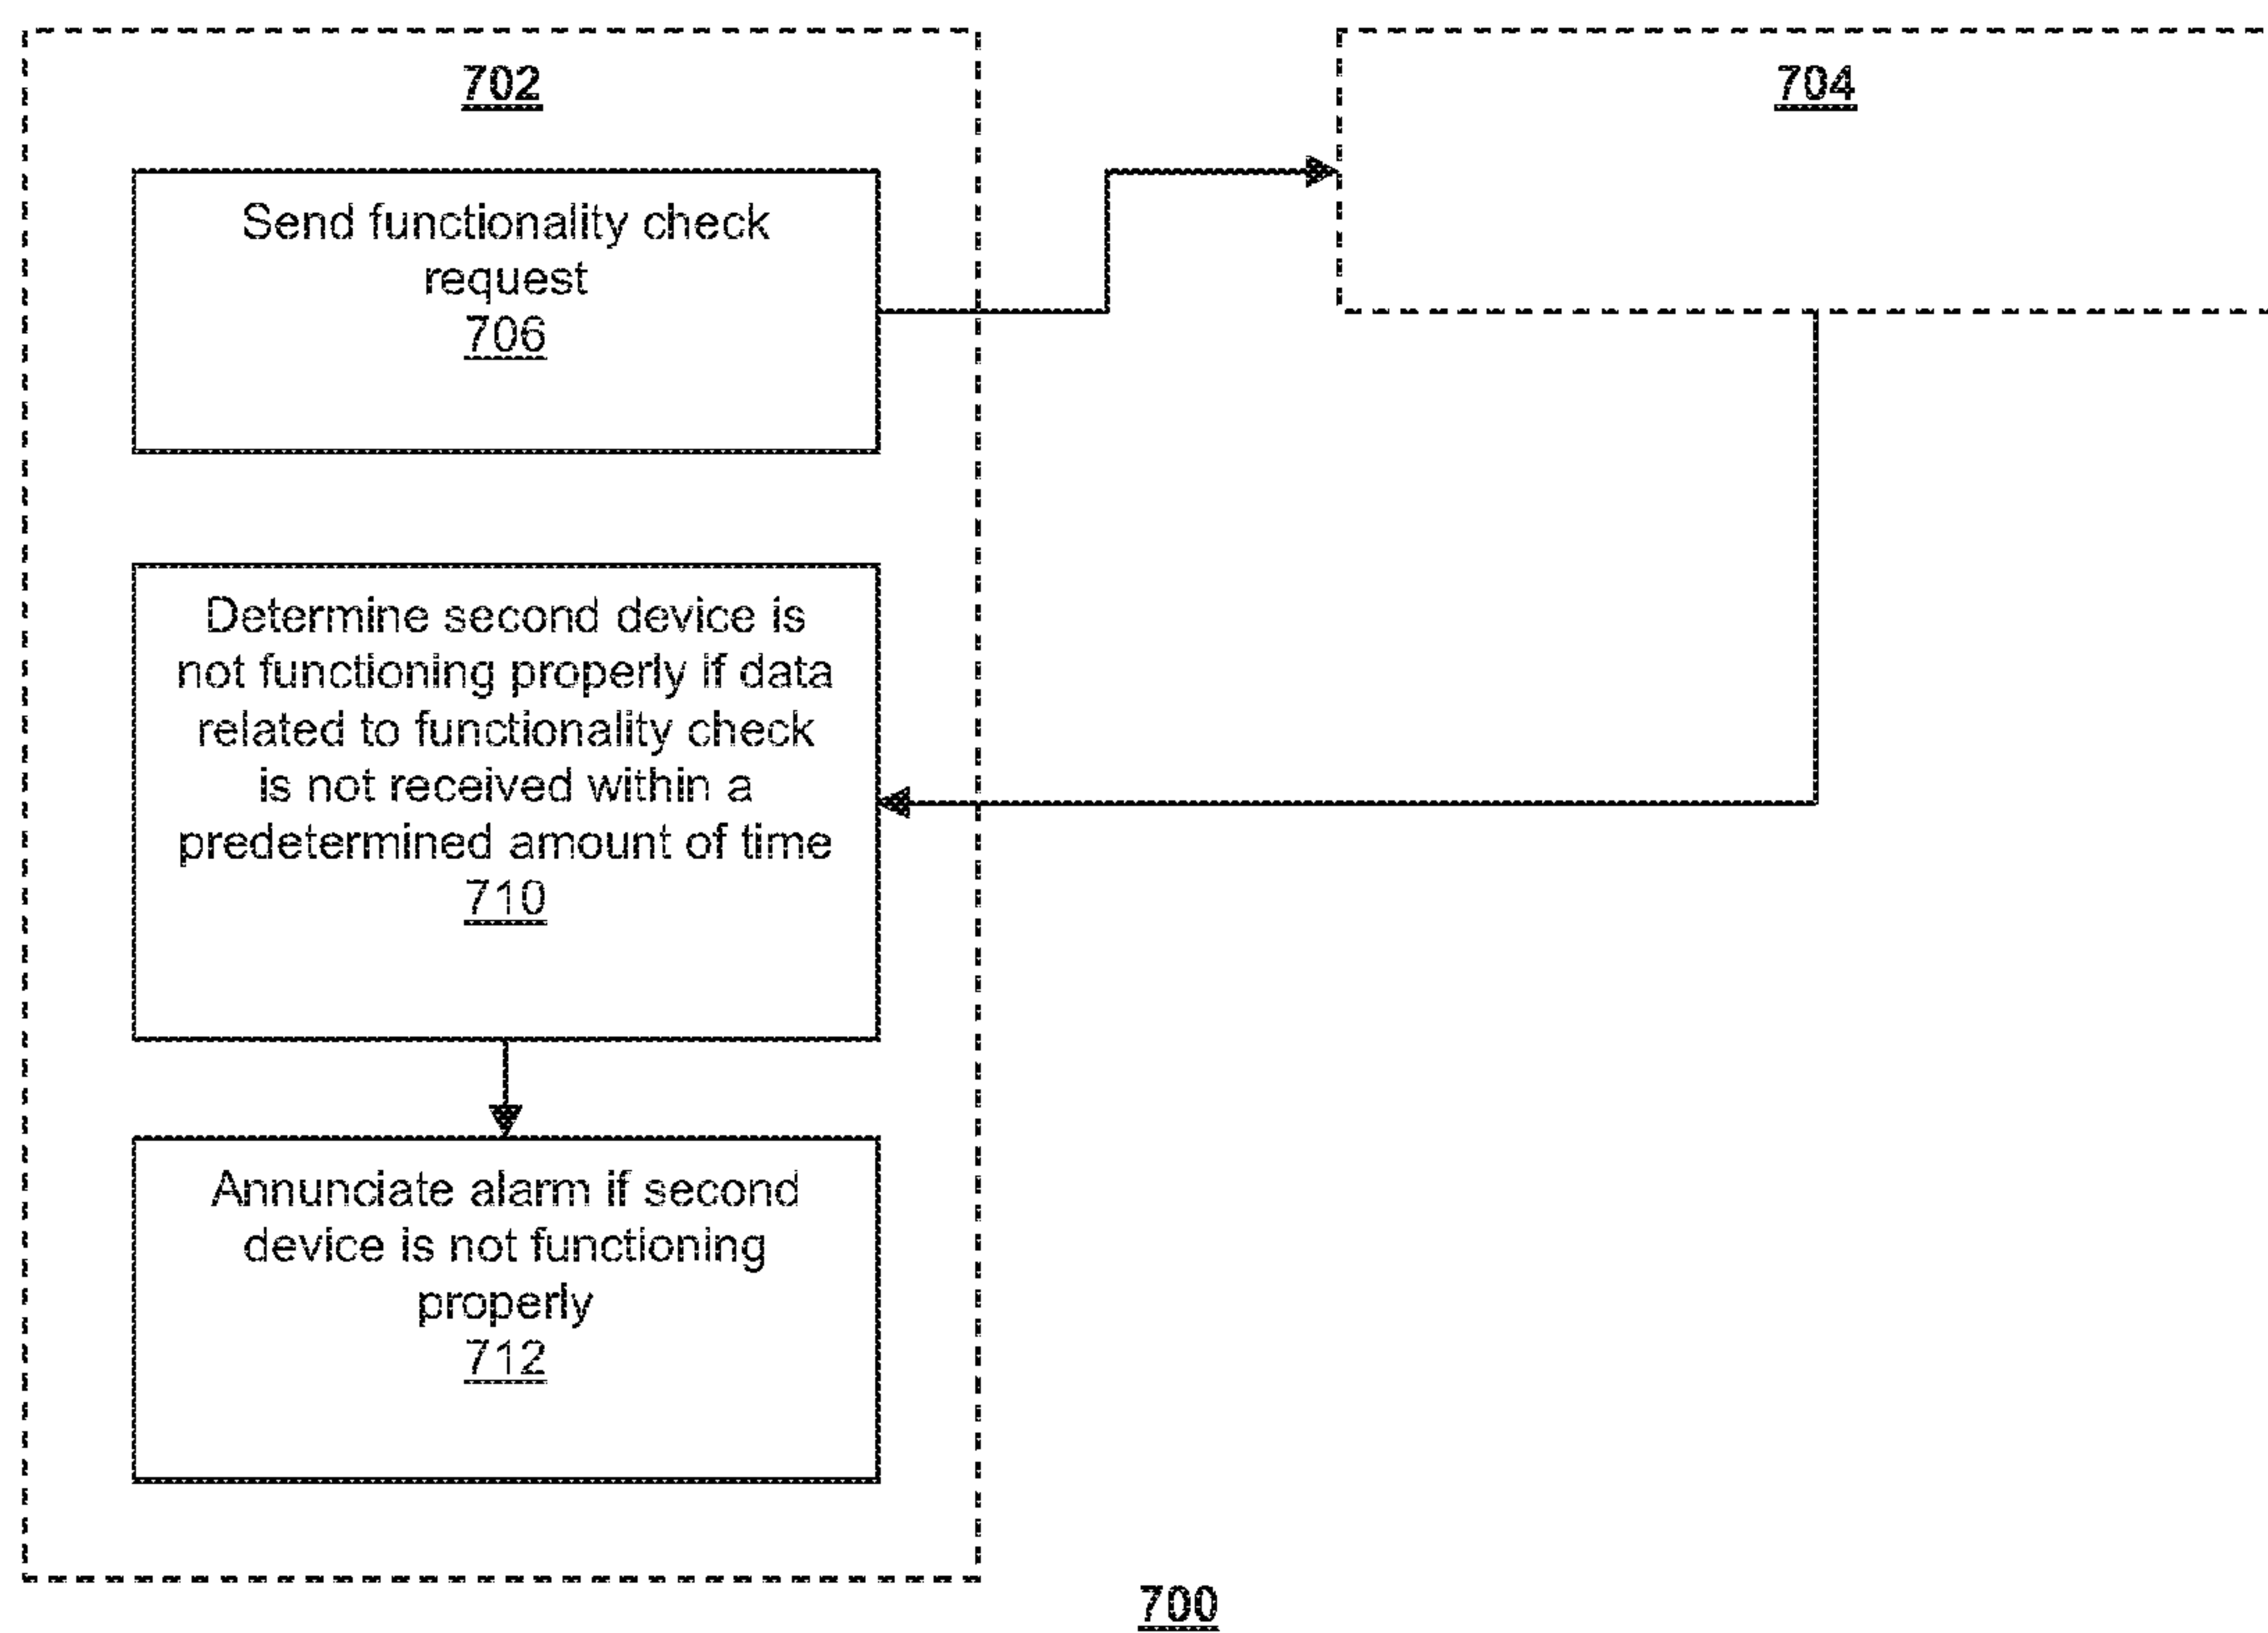 702
Send functionality check
request
706
Determine second device is
not functioning properly if data
related to functionality check
is not received within a
predetermined amount of time
710
Annunciate alarm if second
device is not functioning
properly
712
704
700